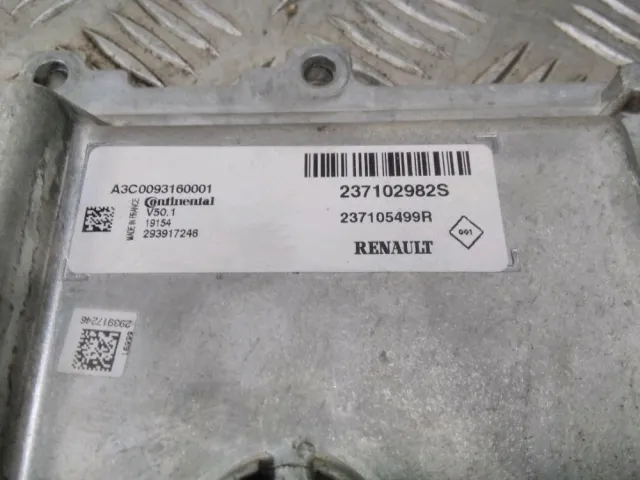 A3C0093160001
Continental
MADE IN FRANCE
V50.1
19154
293917246
237102982S
237105499R
RENAULT
001
293917246